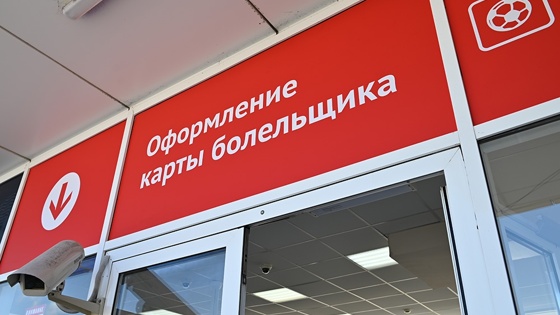 Оформление
карты болельщика